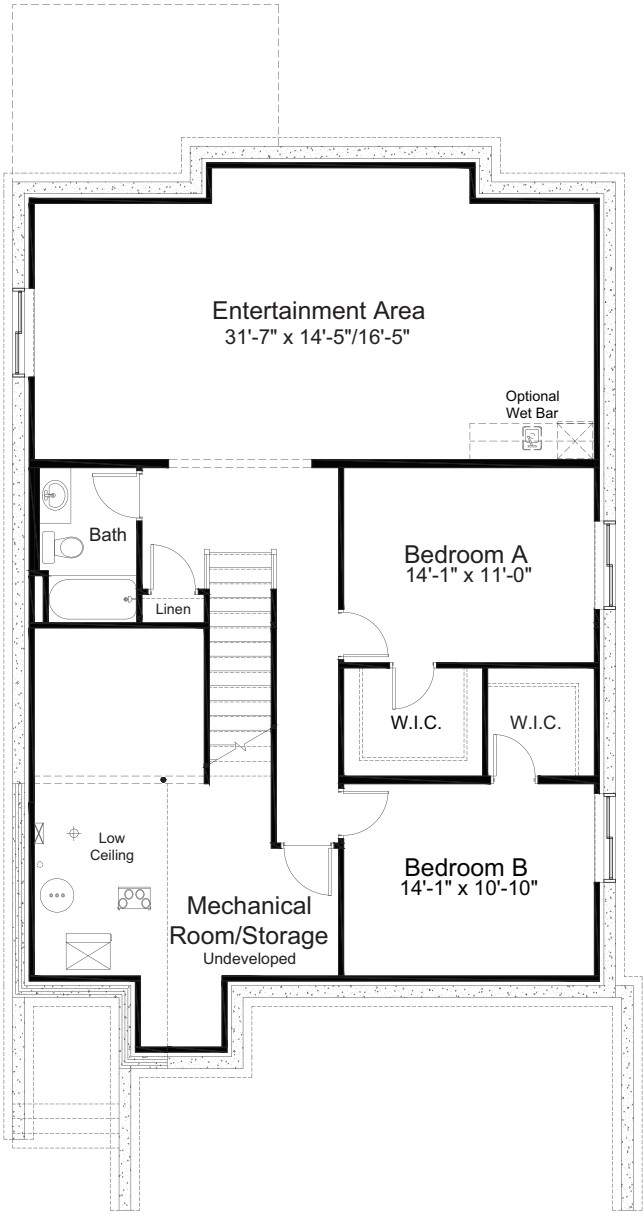 Entertainment Area
31'-7" x 14'-5"/16'-5"
Optional
Wet Bar
Bath
Linen
Bedroom A
14'-1" x 11'-0"
W.I.C.
W.I.C.
Low
Ceiling
Mechanical
Room/Storage
Undeveloped
Bedroom B
14'-1" x 10'-10"